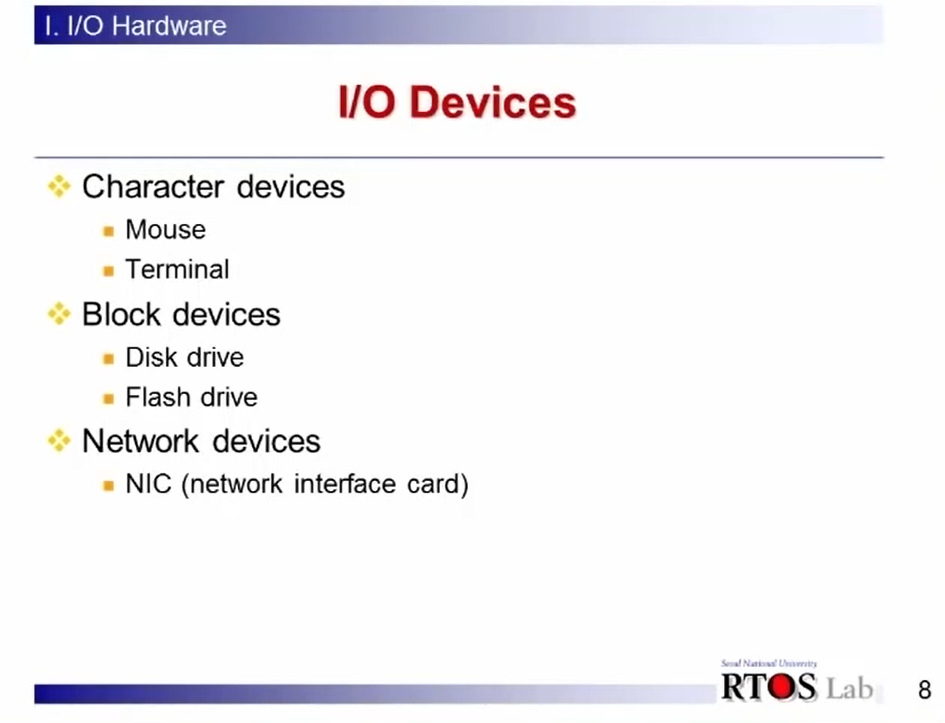 I. I/O Hardware
I/O Devices
Character devices
Mouse
Terminal
Block devices
Disk drive
Flash drive
Network devices
NIC (network interface card)
Seoul National University
RTOS Lab
8